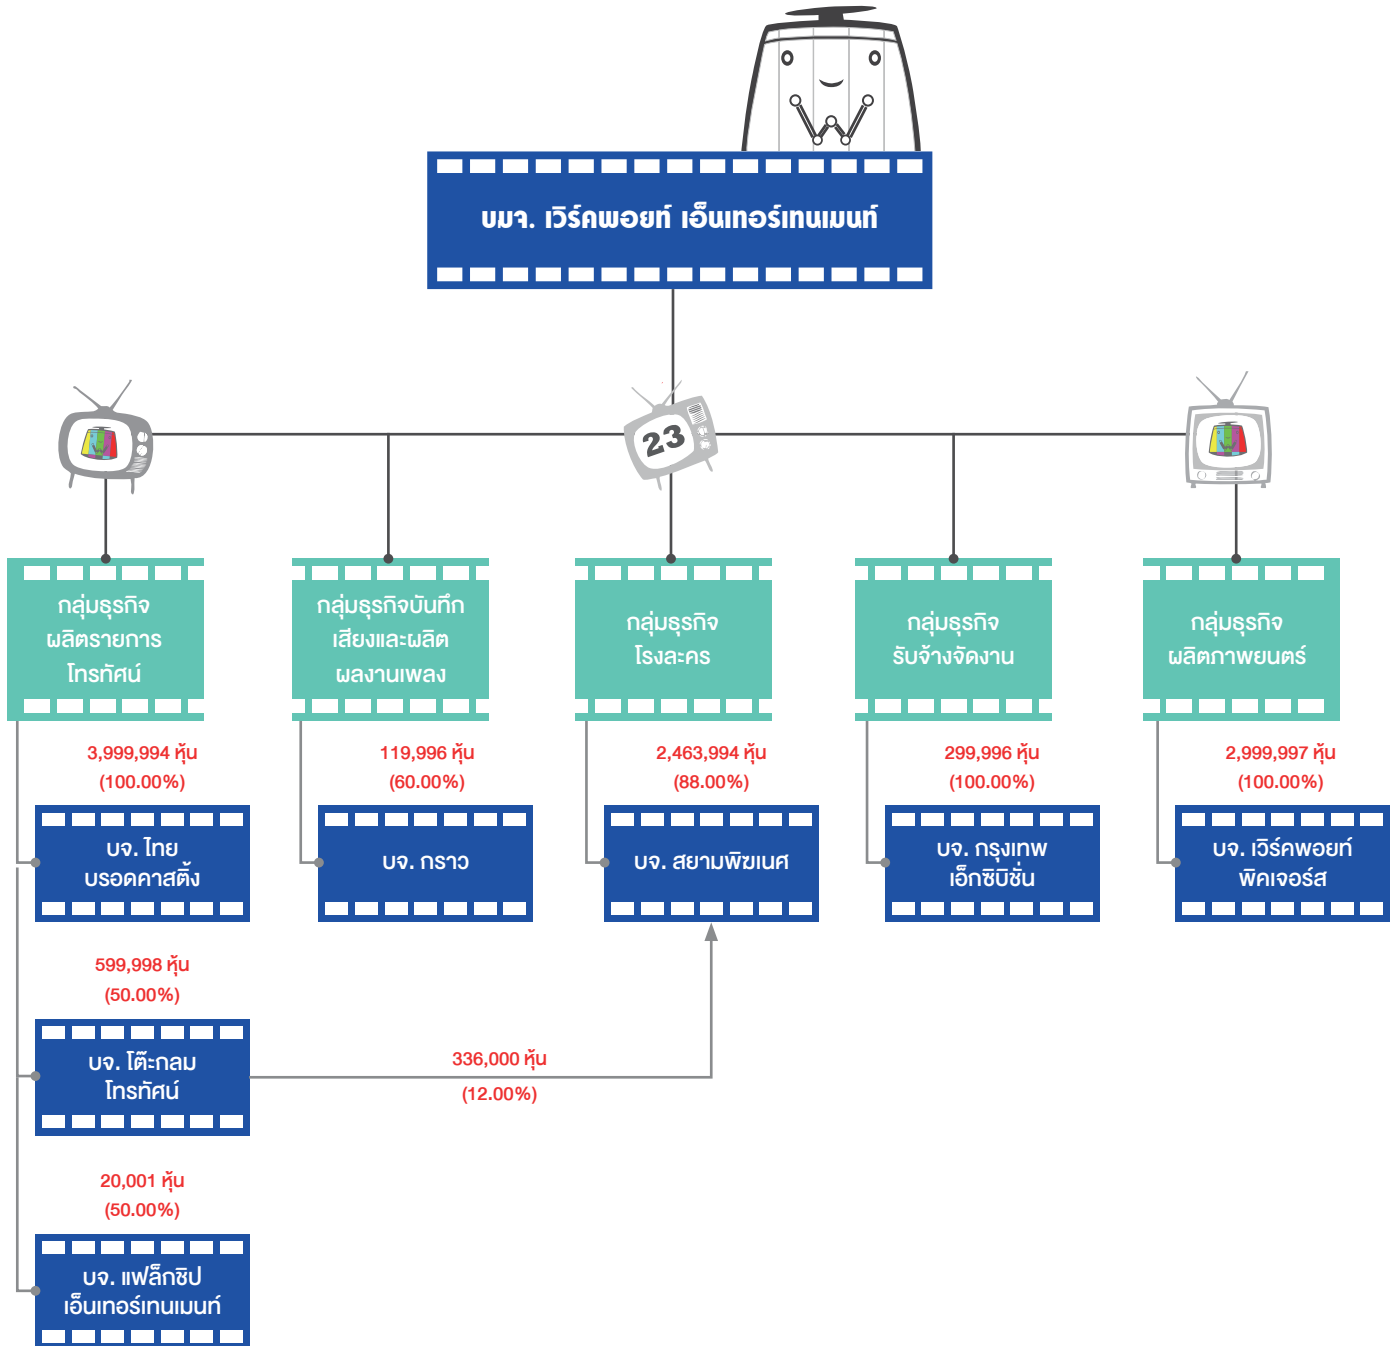 บมจ. เวิร์คพอยท์ เอ็นเทอร์เทนเมนท์
23
กลุ่มธุรกิจ
ผลิตรายการ
โทรทัศน์
กลุ่มธุรกิจบันทึก
เสียงและผลิต
ผลงานเพลง
กลุ่มธุรกิจ
โรงละคร
กลุ่มธุรกิจ
รับจ้างจัดงาน
กลุ่มธุรกิจ
ผลิตภาพยนตร์
3,999,994 หุ้น
(100.00%)
119,996 หุ้น
(60.00%)
2,463,994 หุ้น
(88.00%)
299,996 หุ้น
(100.00%)
2,999,997 หุ้น
(100.00%)
บจ. ไทย
บรอดคาสติ้ง
บจ. กราว
บจ. สยามพิฆเนศ
บจ. กรุงเทพ
เอ็กซิบิชั่น
บจ. เวิร์คพอยท์
พิคเจอร์ส
599,998 หุ้น
(50.00%)
บจ. โต๊ะกลม
โทรทัศน์
336,000 หุ้น
(12.00%)
20,001 หุ้น
(50.00%)
บจ. แฟล็กชิป
เอ็นเทอร์เทนเมนท์